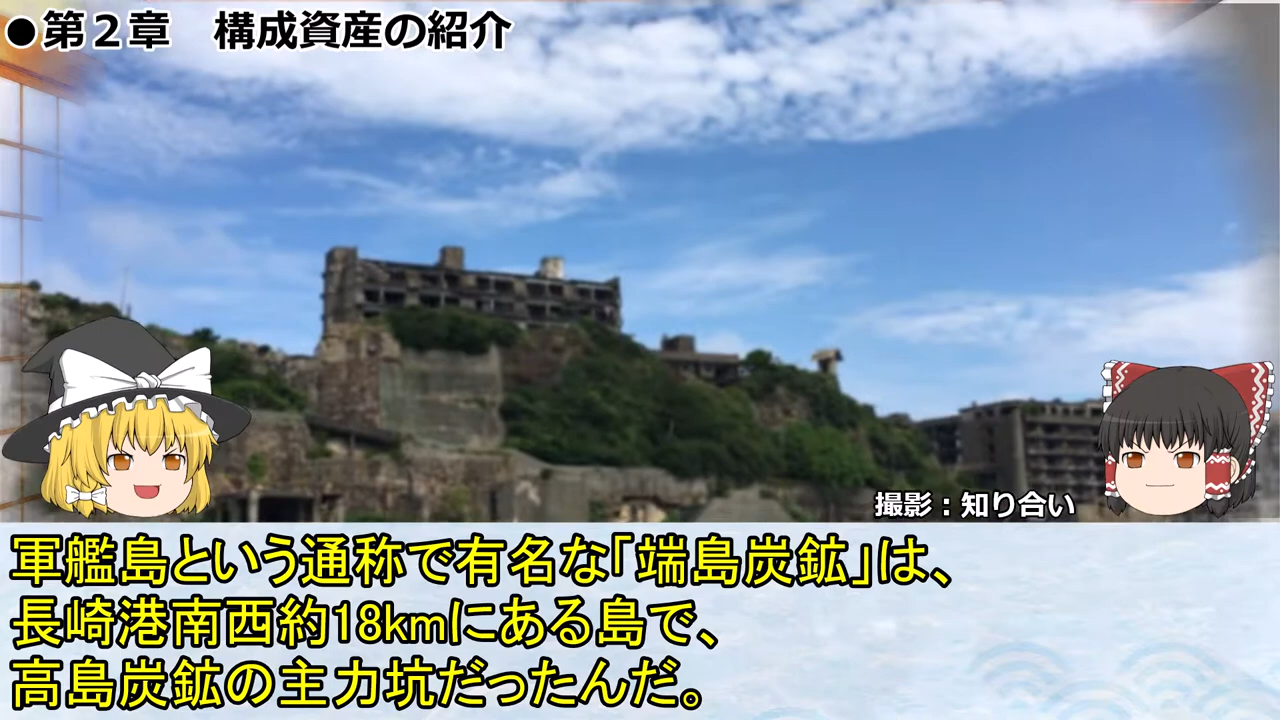 ●第２章　構成資産の紹介
撮影：知り合い
軍艦島という通称で有名な「端島炭鉱」は、
長崎港南西約18kmにある島で、
高島炭鉱の主力坑だったんだ。